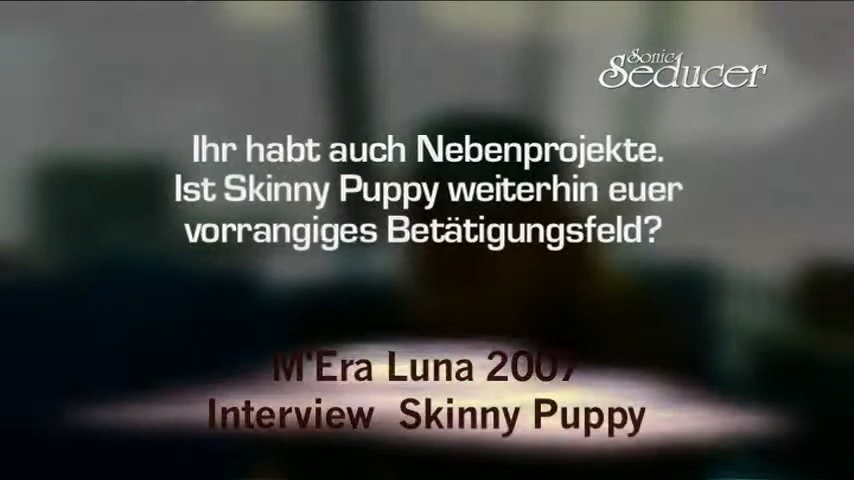 Sonic
Seducer
Ihr habt auch Nebenprojekte.
Ist Skinny Puppy weiterhin euer
vorrangiges Betätigungsfeld?
M'Era Luna 2007
Interview Skinny Puppy